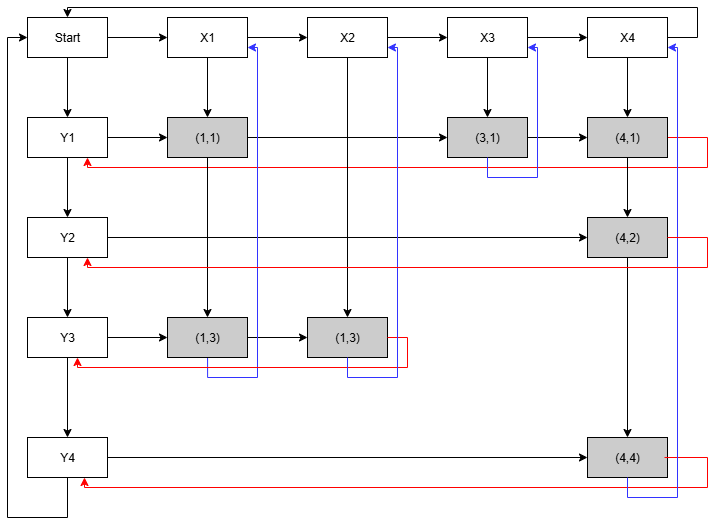 Start
X1
X2
X3
X4
Y1
(1,1)
(3,1)
(4,1)
Y2
(4,2)
Y3
(1,3)
(1,3)
Y4
(4,4)